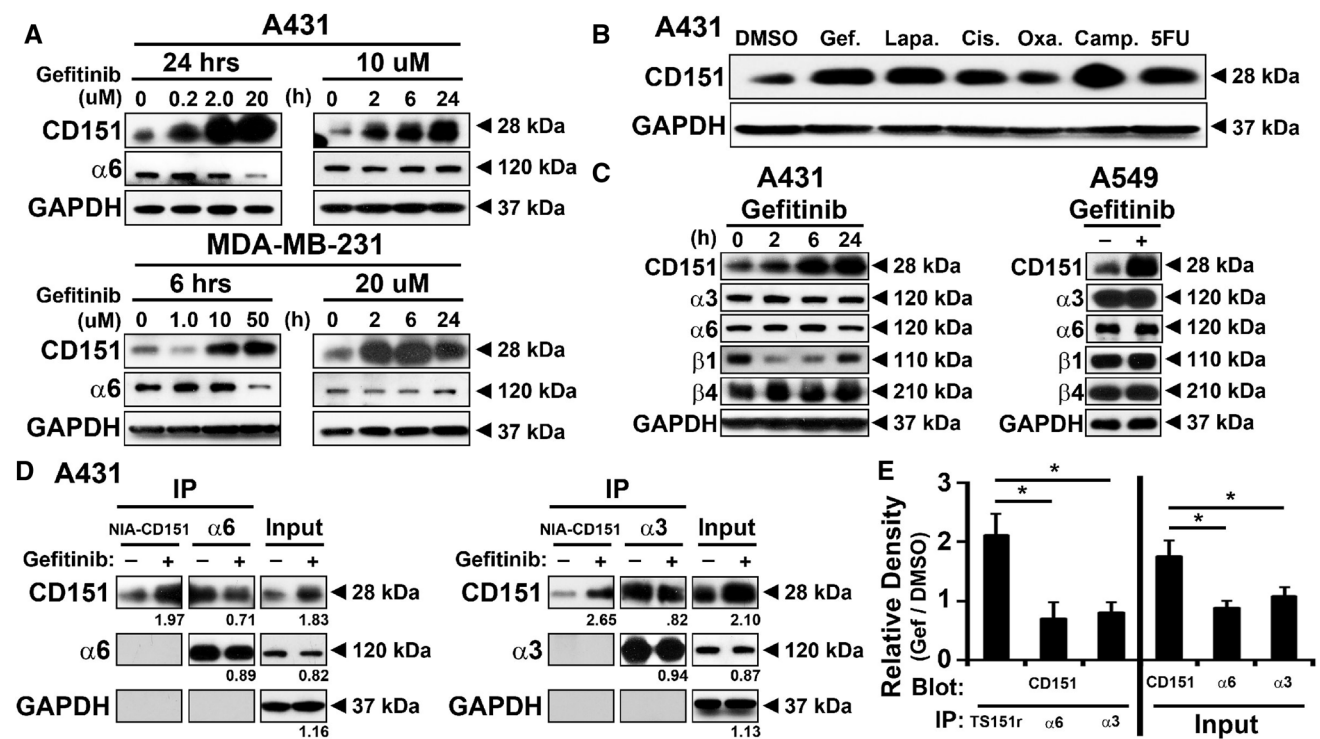 A
A431
24 hrs
10 uM
Gefitinib
(uM) 0 0.2 2.0 20 (h) 0 2 6 24
CD151 ◄ 28 kDa
α6 ◄ 120 kDa
GAPDH ◄ 37 kDa
MDA-MB-231
6 hrs
20 uM
Gefitinib
(uM) 0 1.0 10 50 (h) 0 2 6 24
CD151 ◄ 28 kDa
α6 ◄ 120 kDa
GAPDH ◄ 37 kDa
B
A431
DMSO Gef. Lapa. Cis. Oxa. Camp. 5FU
CD151 ◄ 28 kDa
GAPDH ◄ 37 kDa
C
A431
Gefitinib
(h) 0 2 6 24
CD151 ◄ 28 kDa
α3 ◄ 120 kDa
α6 ◄ 120 kDa
β1 ◄ 110 kDa
β4 ◄ 210 kDa
GAPDH ◄ 37 kDa
A549
Gefitinib
– +
CD151 ◄ 28 kDa
α3 ◄ 120 kDa
α6 ◄ 120 kDa
β1 ◄ 110 kDa
β4 ◄ 210 kDa
GAPDH ◄ 37 kDa
D
A431
IP
NIA-CD151 α6 Input
Gefitinib: – + – + – +
CD151 ◄ 28 kDa
1.97 0.71 1.83
α6 ◄ 120 kDa
0.89 0.82
GAPDH ◄ 37 kDa
1.16
IP
NIA-CD151 α3 Input
Gefitinib: – + – + – +
CD151 ◄ 28 kDa
2.65 .82 2.10
α3 ◄ 120 kDa
0.94 0.87
GAPDH ◄ 37 kDa
1.13
E
Relative Density
(Gef / DMSO)
3
2
1
0
* *
* *
Blot: CD151 CD151 α6 α3
IP: TS151r α6 α3 Input